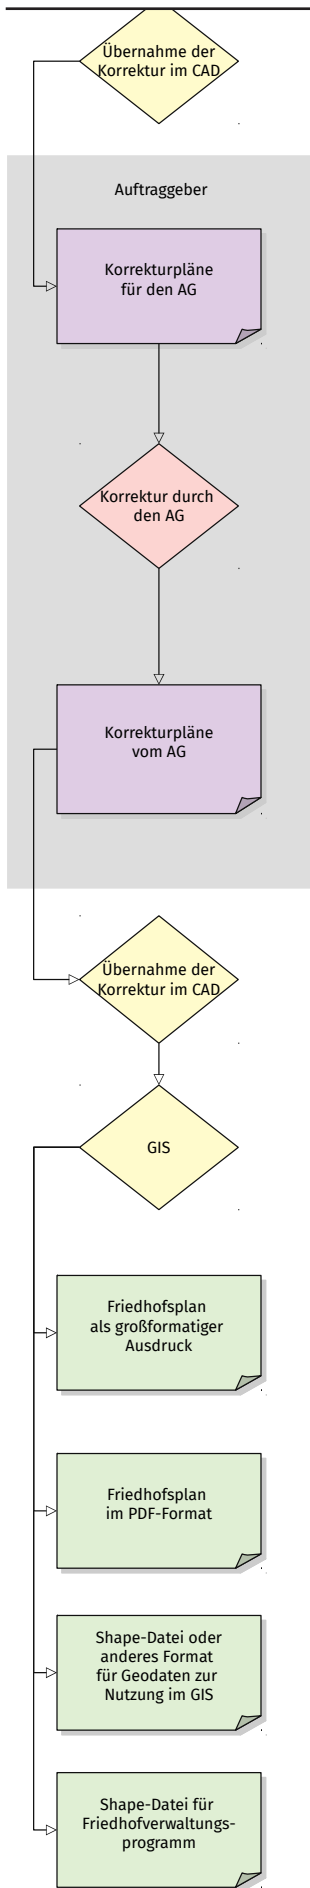 Übernahme der
Korrektur im CAD
Auftraggeber
Korrekturpläne
für den AG
Korrektur durch
den AG
Korrekturpläne
vom AG
Übernahme der
Korrektur im CAD
GIS
Friedhofsplan
als großformatiger
Ausdruck
Friedhofsplan
im PDF-Format
Shape-Datei oder
anderes Format
für Geodaten zur
Nutzung im GIS
Shape-Datei für
Friedhofverwaltungs-
programm